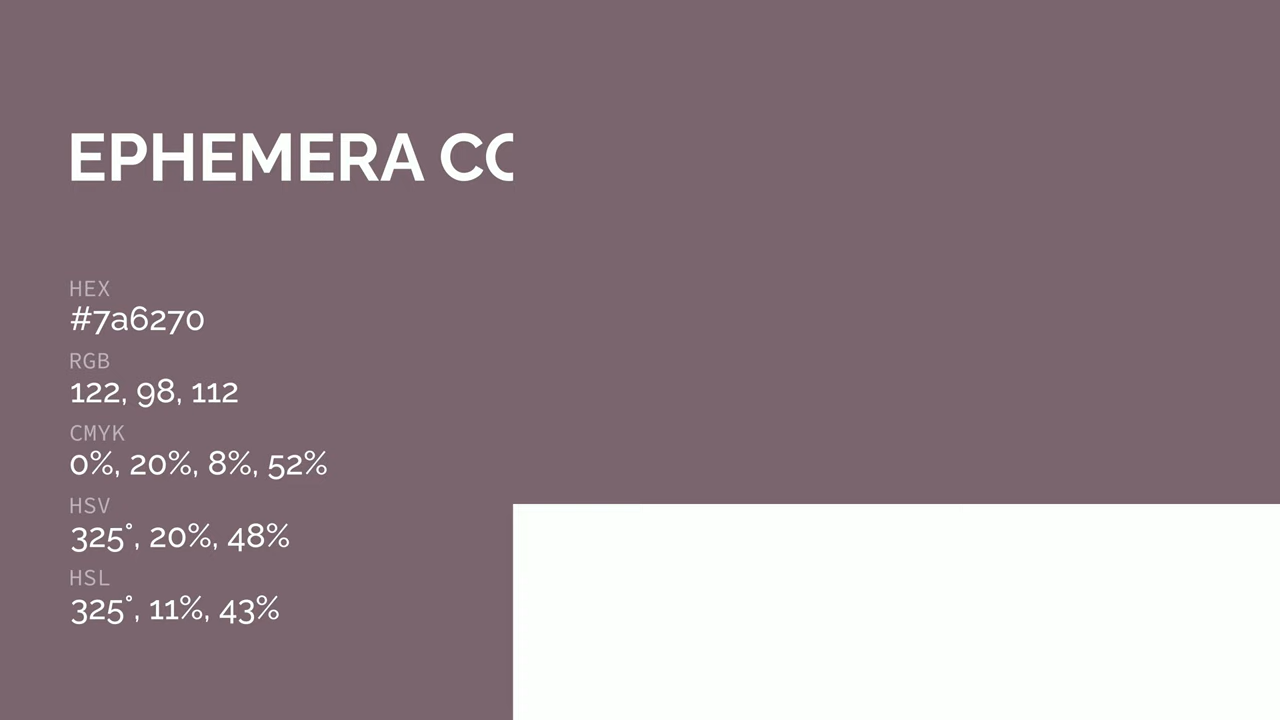 EPHEMERA
HEX
#7a6270
RGB
122, 98, 112
CMYK
0%, 20%, 8%, 52%
HSV
325°, 20%, 48%
HSL
325°, 11%, 43%